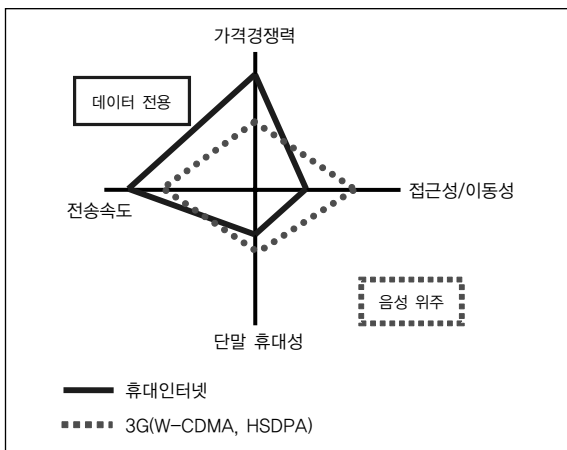 가격경쟁력
데이터 전용
접근성/이동성
전송속도
음성 위주
단말 휴대성
휴대인터넷
3G(W-CDMA, HSDPA)